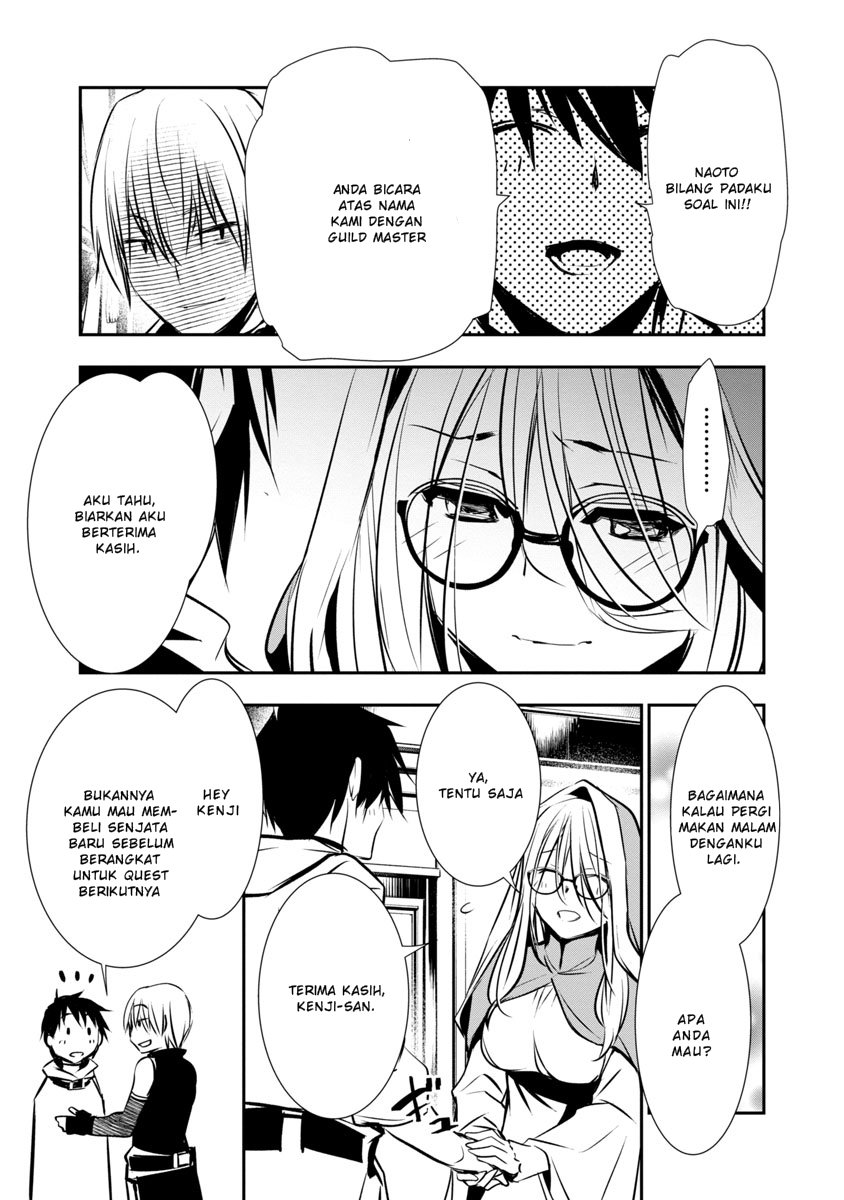 NAOTO
BILANG PADAKU
SOAL INI!!
ANDA BICARA
ATAS NAMA
KAMI DENGAN
GUILD MASTER
………
AKU TAHU,
BIARKAN AKU
BERTERIMA
KASIH.
BAGAIMANA
KALAU PERGI
MAKAN MALAM
DENGANKU
LAGI.
APA
ANDA
MAU?
YA,
TENTU SAJA
TERIMA KASIH,
KENJI-SAN.
ギュ
HEY
KENJI
BUKANNYA
KAMU MAU MEM-
BELI SENJATA
BARU SEBELUM
BERANGKAT
UNTUK QUEST
BERIKUTNYA